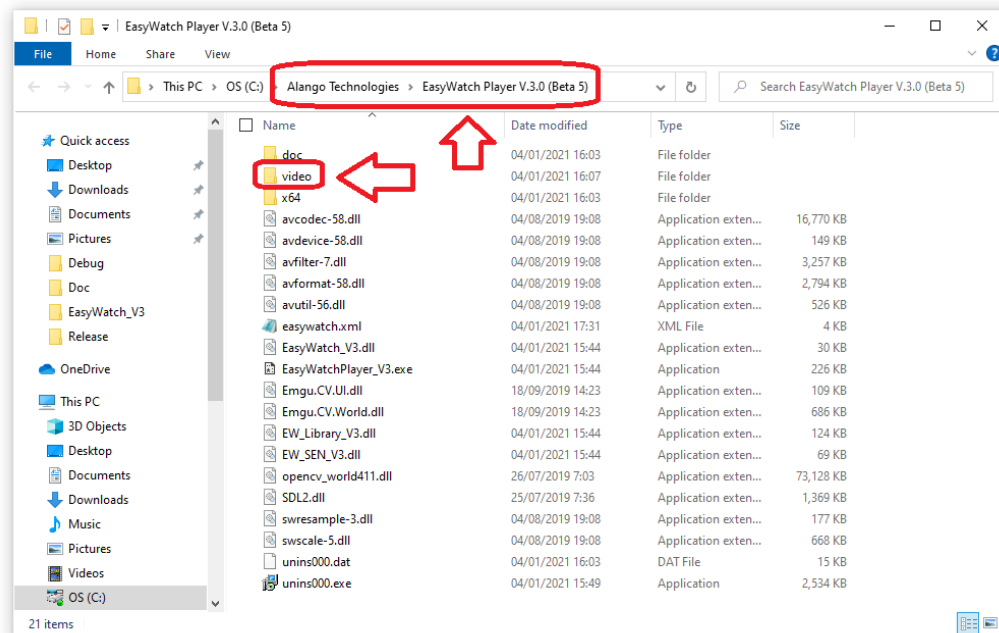 EasyWatch Player V.3.0 (Beta 5)
File Home Share View
This PC > OS (C:) > Alango Technologies > EasyWatch Player V.3.0 (Beta 5) Search EasyWatch Player V.3.0 (Beta 5)
Quick access
Desktop
Downloads
Documents
Pictures
Debug
Doc
EasyWatch_V3
Release
OneDrive
This PC
3D Objects
Desktop
Documents
Downloads
Music
Pictures
Videos
OS (C:)
Name Date modified Type Size
doc 04/01/2021 16:03 File folder
video 04/01/2021 16:07 File folder
x64 04/01/2021 16:03 File folder
avcodec-58.dll 04/08/2019 19:08 Application exten... 16,770 KB
avdevice-58.dll 04/08/2019 19:08 Application exten... 149 KB
avfilter-7.dll 04/08/2019 19:08 Application exten... 3,257 KB
avformat-58.dll 04/08/2019 19:08 Application exten... 2,794 KB
avutil-56.dll 04/08/2019 19:08 Application exten... 526 KB
easywatch.xml 04/01/2021 17:31 XML File 4 KB
EasyWatch_V3.dll 04/01/2021 15:44 Application exten... 30 KB
EasyWatchPlayer_V3.exe 04/01/2021 15:44 Application 226 KB
Emgu.CV.UI.dll 18/09/2019 14:23 Application exten... 109 KB
Emgu.CV.World.dll 18/09/2019 14:23 Application exten... 686 KB
EW_Library_V3.dll 04/01/2021 15:44 Application exten... 124 KB
EW_SEN_V3.dll 04/01/2021 15:44 Application exten... 69 KB
opencv_world411.dll 26/07/2019 7:03 Application exten... 73,128 KB
SDL2.dll 25/07/2019 7:36 Application exten... 1,369 KB
swresample-3.dll 04/08/2019 19:08 Application exten... 177 KB
swscale-5.dll 04/08/2019 19:08 Application exten... 668 KB
unins000.dat 04/01/2021 16:03 DAT File 15 KB
unins000.exe 04/01/2021 15:49 Application 2,534 KB
21 items